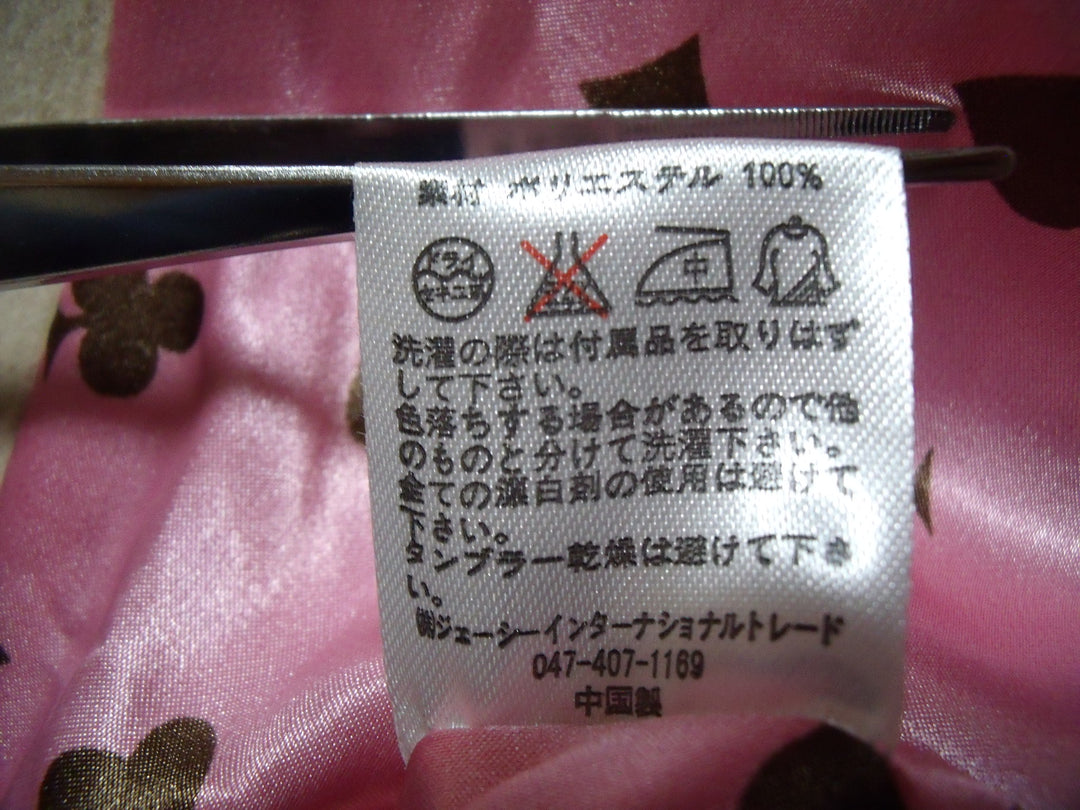 付 ポリエステル 100%
ドライ
セキユ系
中
洗濯の際は付属品を取りはず
して下さい。
色落ちする場合があるので他
のものと分けて洗濯下さい。
塩素系の漂白剤の使用は避けて
下さい。
タンブラー乾燥は避けて下さ
い。
㈱ジェーシーインターナショナルトレード
047-407-1169
中国製